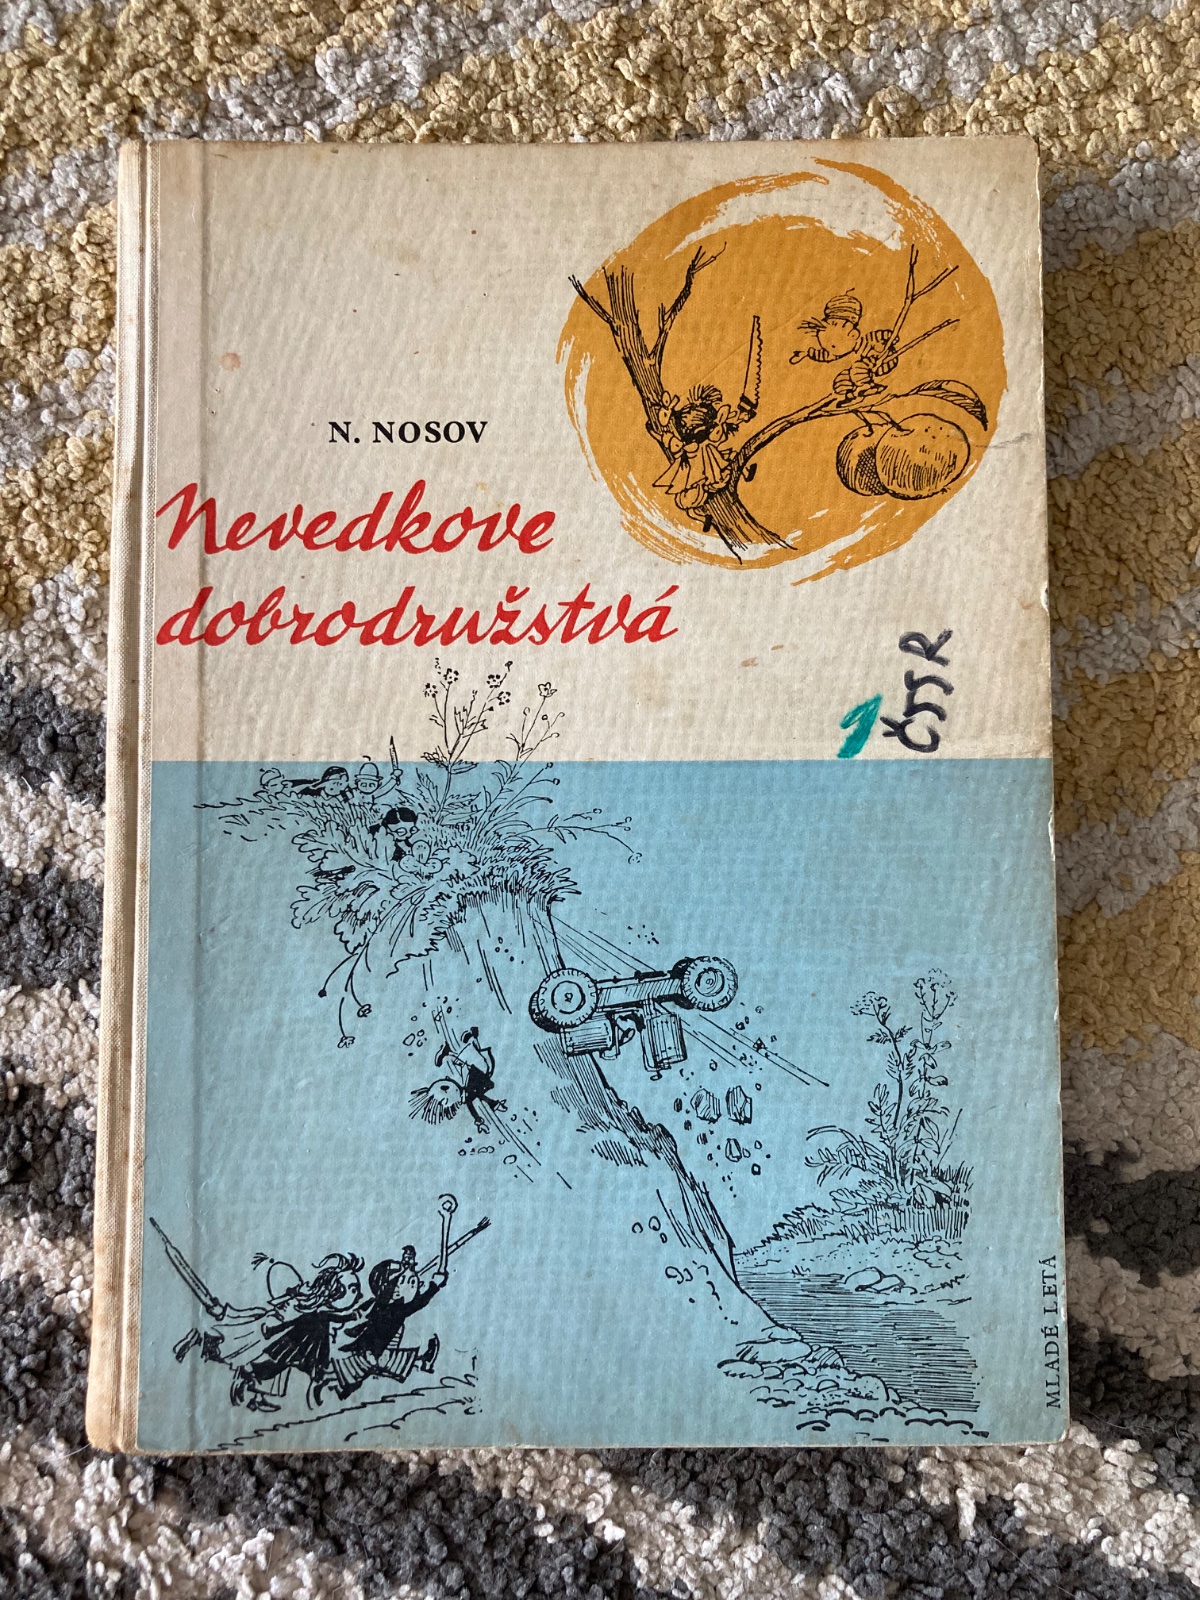 N. NOSOV
Nevedkove
dobrodružstvá
1
ČSSR
MLADÉ LETÁ